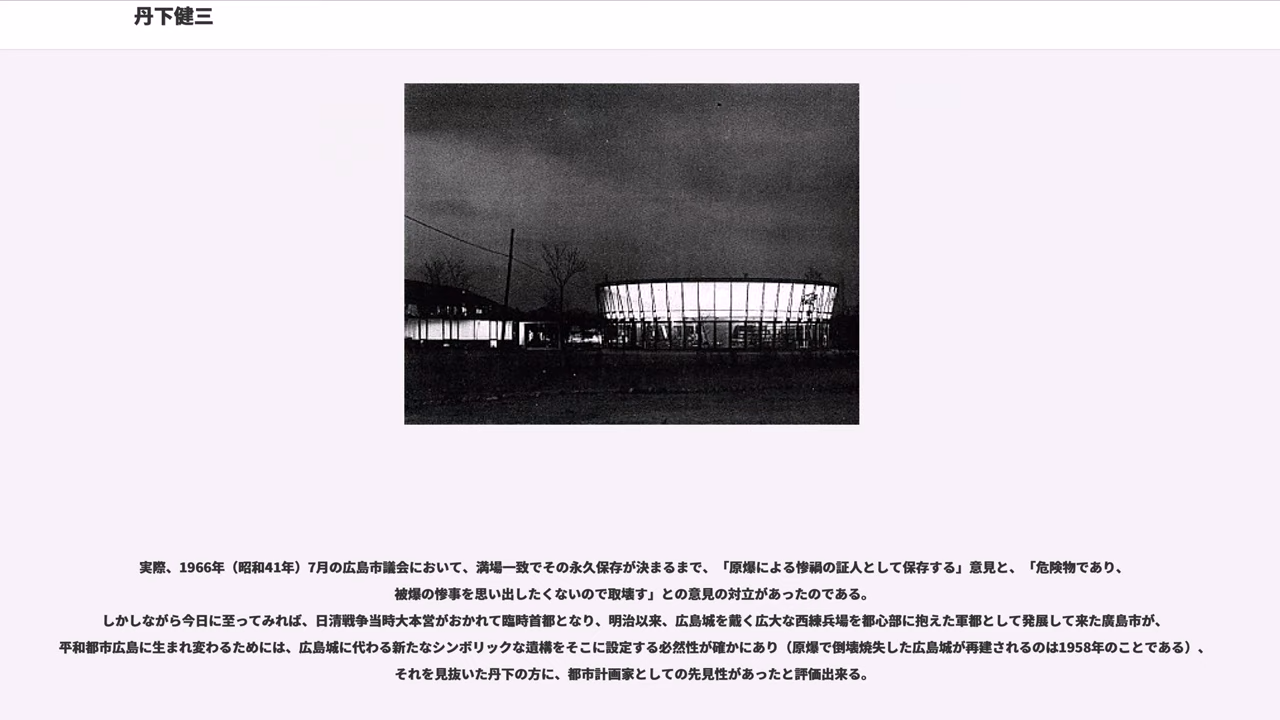 丹下健三
実際、1966年（昭和41年）7月の広島市議会において、満場一致でその永久保存が決まるまで、「原爆による惨禍の証人として保存する」意見と、「危険物であり、
被爆の惨事を思い出したくないので取壊す」との意見の対立があったのである。
しかしながら今日に至ってみれば、日清戦争当時大本営がおかれて臨時首都となり、明治以来、広島城を戴く広大な西練兵場を都心部に抱えた軍都として発展して来た廣島市が、
平和都市広島に生まれ変わるためには、広島城に代わる新たなシンボリックな遺構をそこに設定する必然性が確かにあり（原爆で倒壊焼失した広島城が再建されるのは1958年のことである）、
それを見抜いた丹下の方に、都市計画家としての先見性があったと評価出来る。